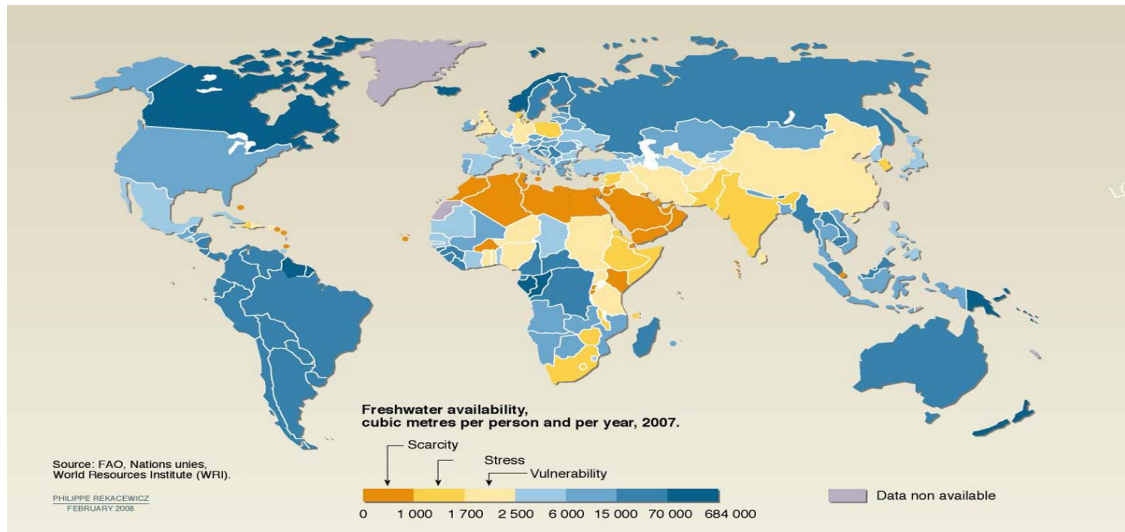 Freshwater availability,
cubic metres per person and per year, 2007.
Scarcity
Stress
Vulnerability
0 1 000 1 700 2 500 6 000 15 000 70 000 684 000
Data non available
Source: FAO, Nations unies,
World Resources Institute (WRI).
PHILIPPE REKACEWICZ
FEBRUARY 2008